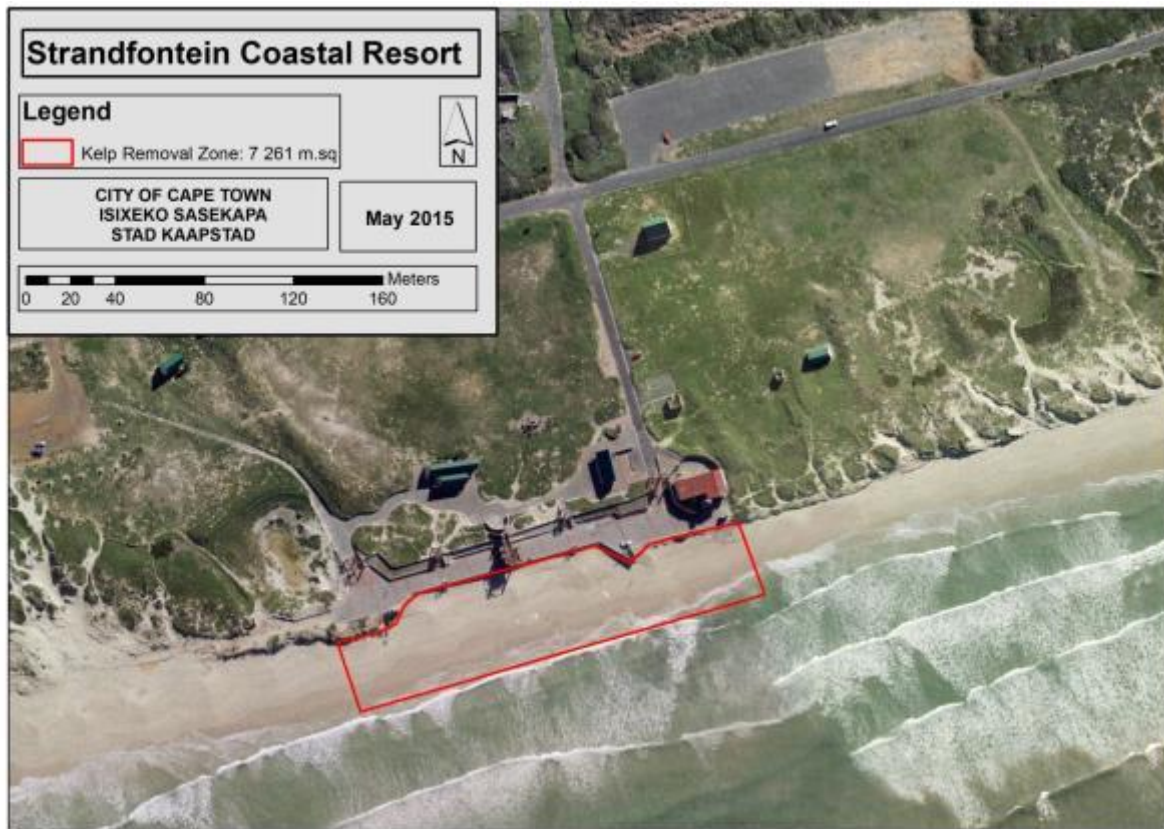 Strandfontein Coastal Resort
Legend
Kelp Removal Zone: 7 261 m.sq
N
CITY OF CAPE TOWN
ISIXEKO SASEKAPA
STAD KAAPSTAD
May 2015
Meters
0 20 40 80 120 160